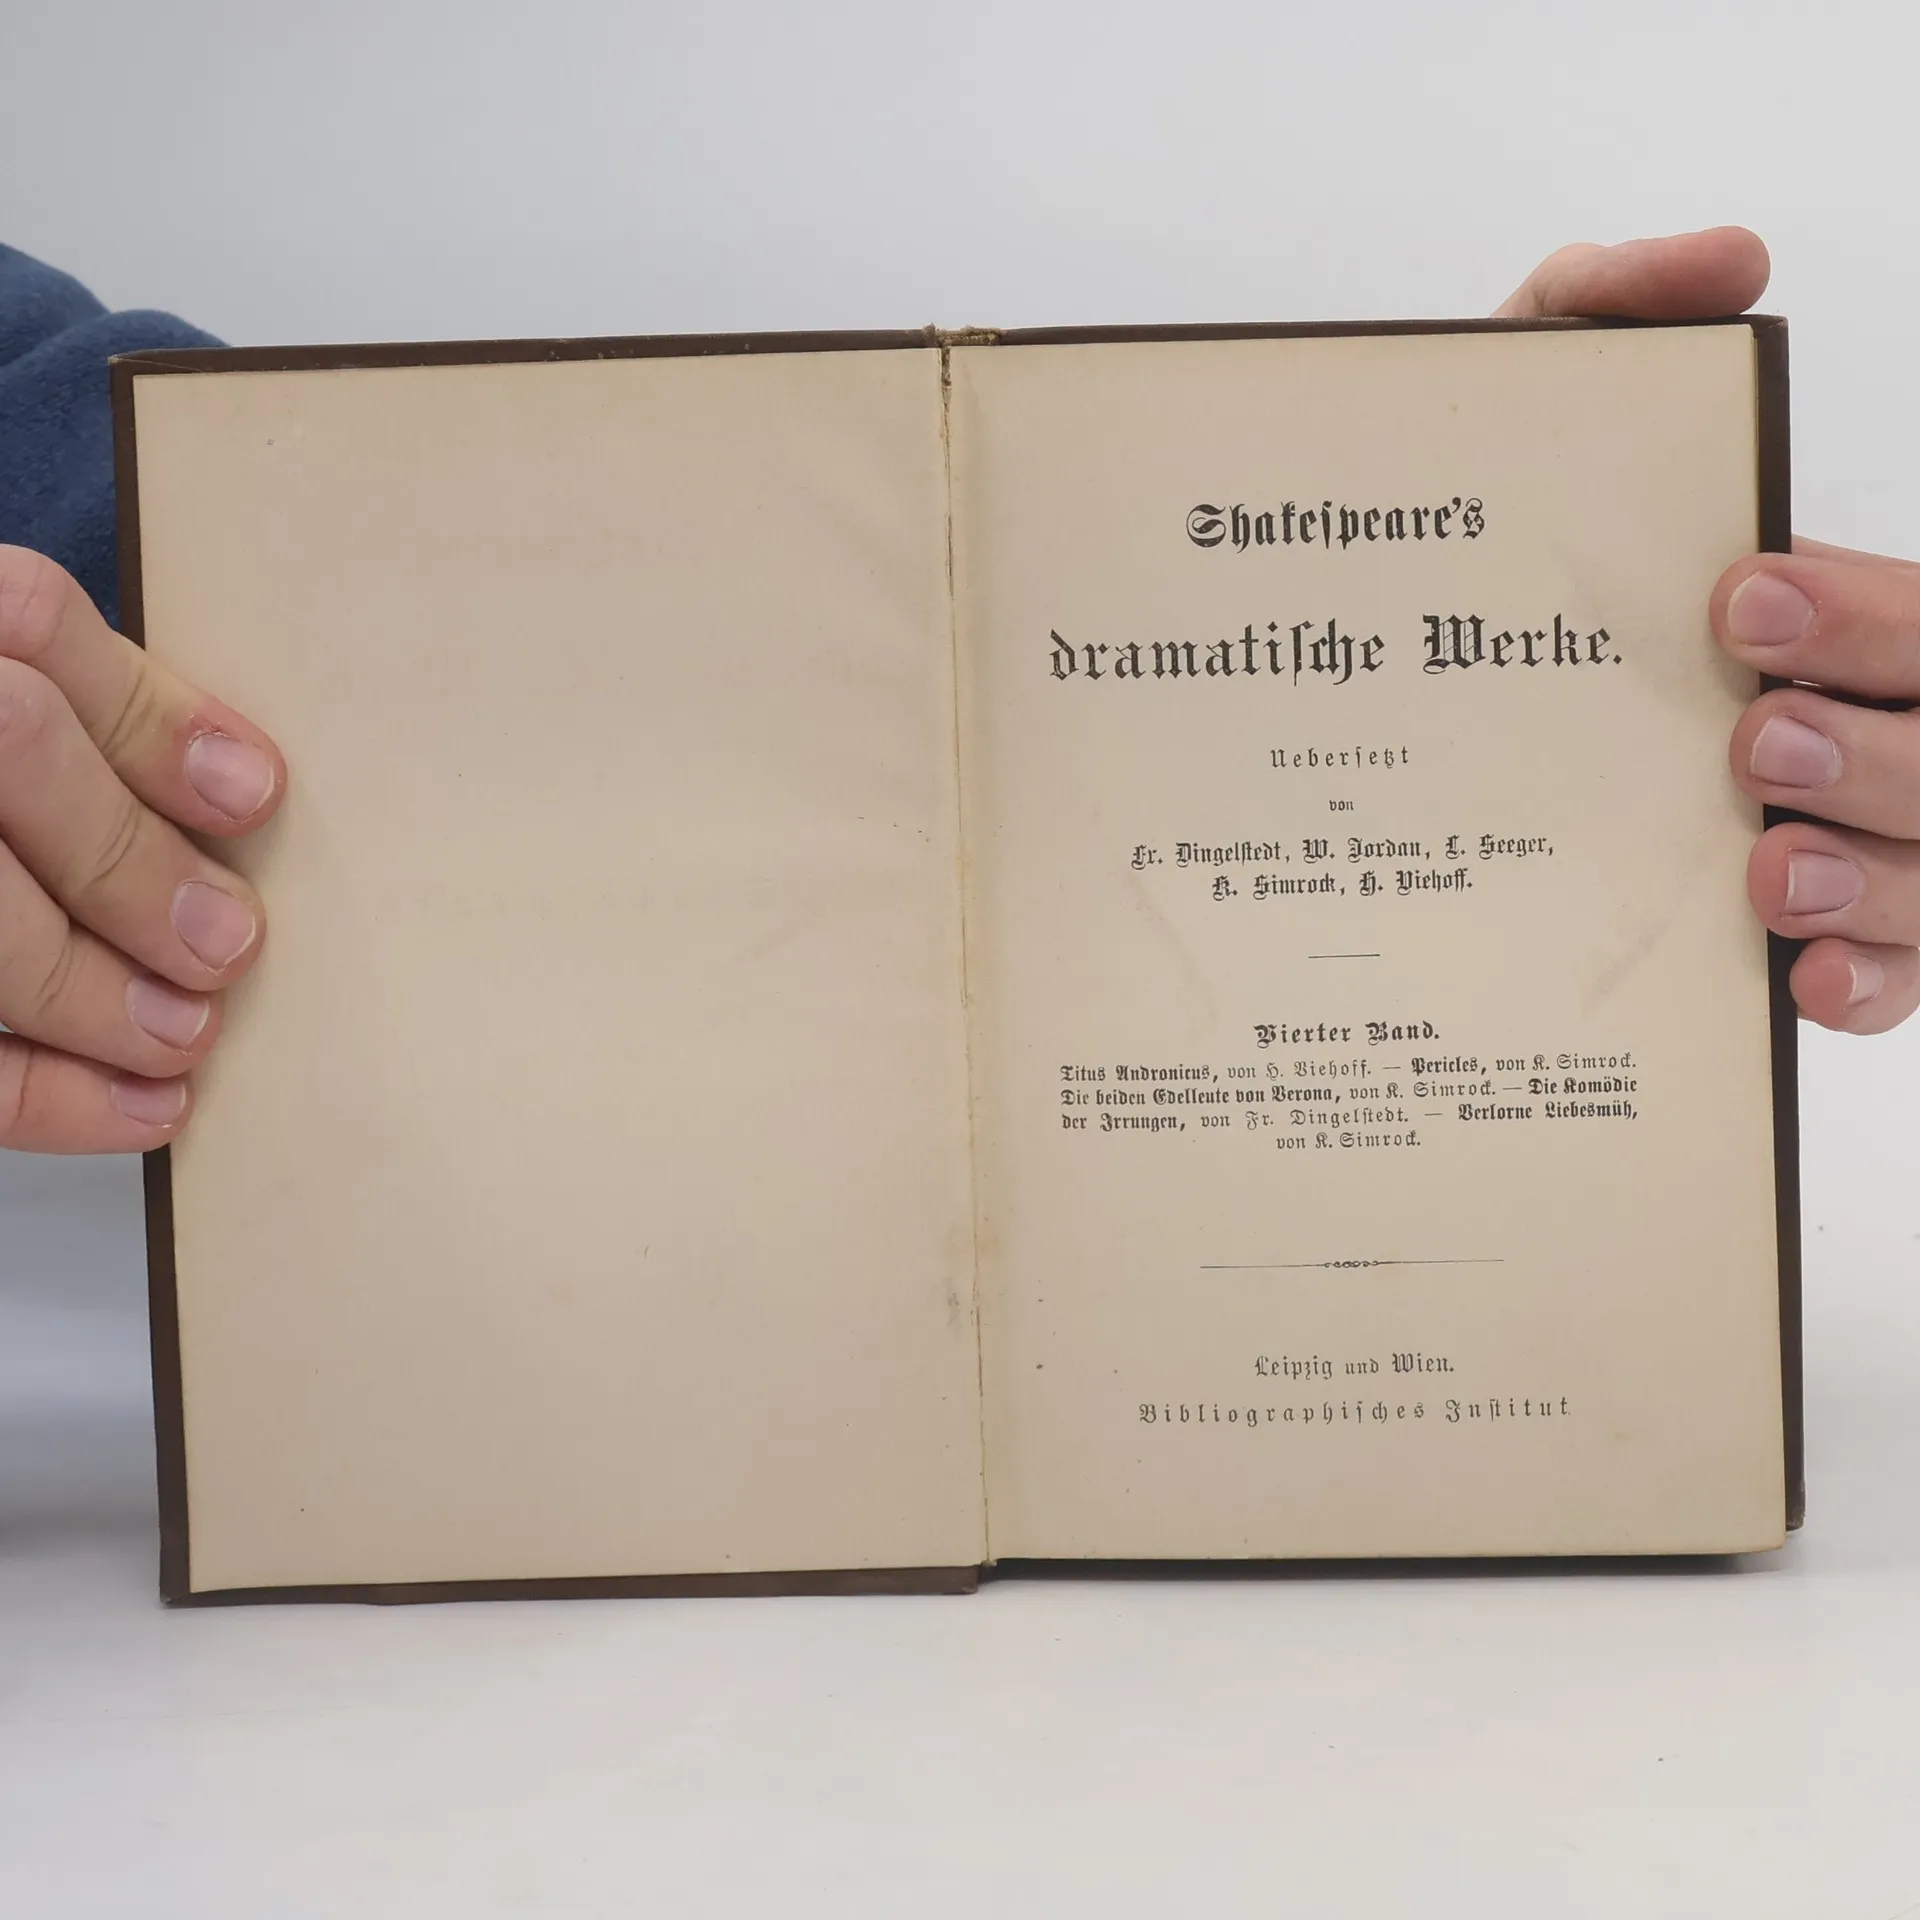 Shakeſpeare's
dramatiſche Werke.
Ueberſetzt
von
Fr. Dingelſtedt, W. Jordan, L. Seeger,
K. Simrock, H. Viehoff.
Vierter Band.
Titus Andronicus, von H. Viehoff. — Pericles, von K. Simrock.
Die beiden Edelleute von Verona, von K. Simrock. — Die Komödie
der Irrungen, von Fr. Dingelſtedt. — Verlorne Liebesmüh,
von K. Simrock.
Leipzig und Wien.
Bibliographiſches Inſtitut.